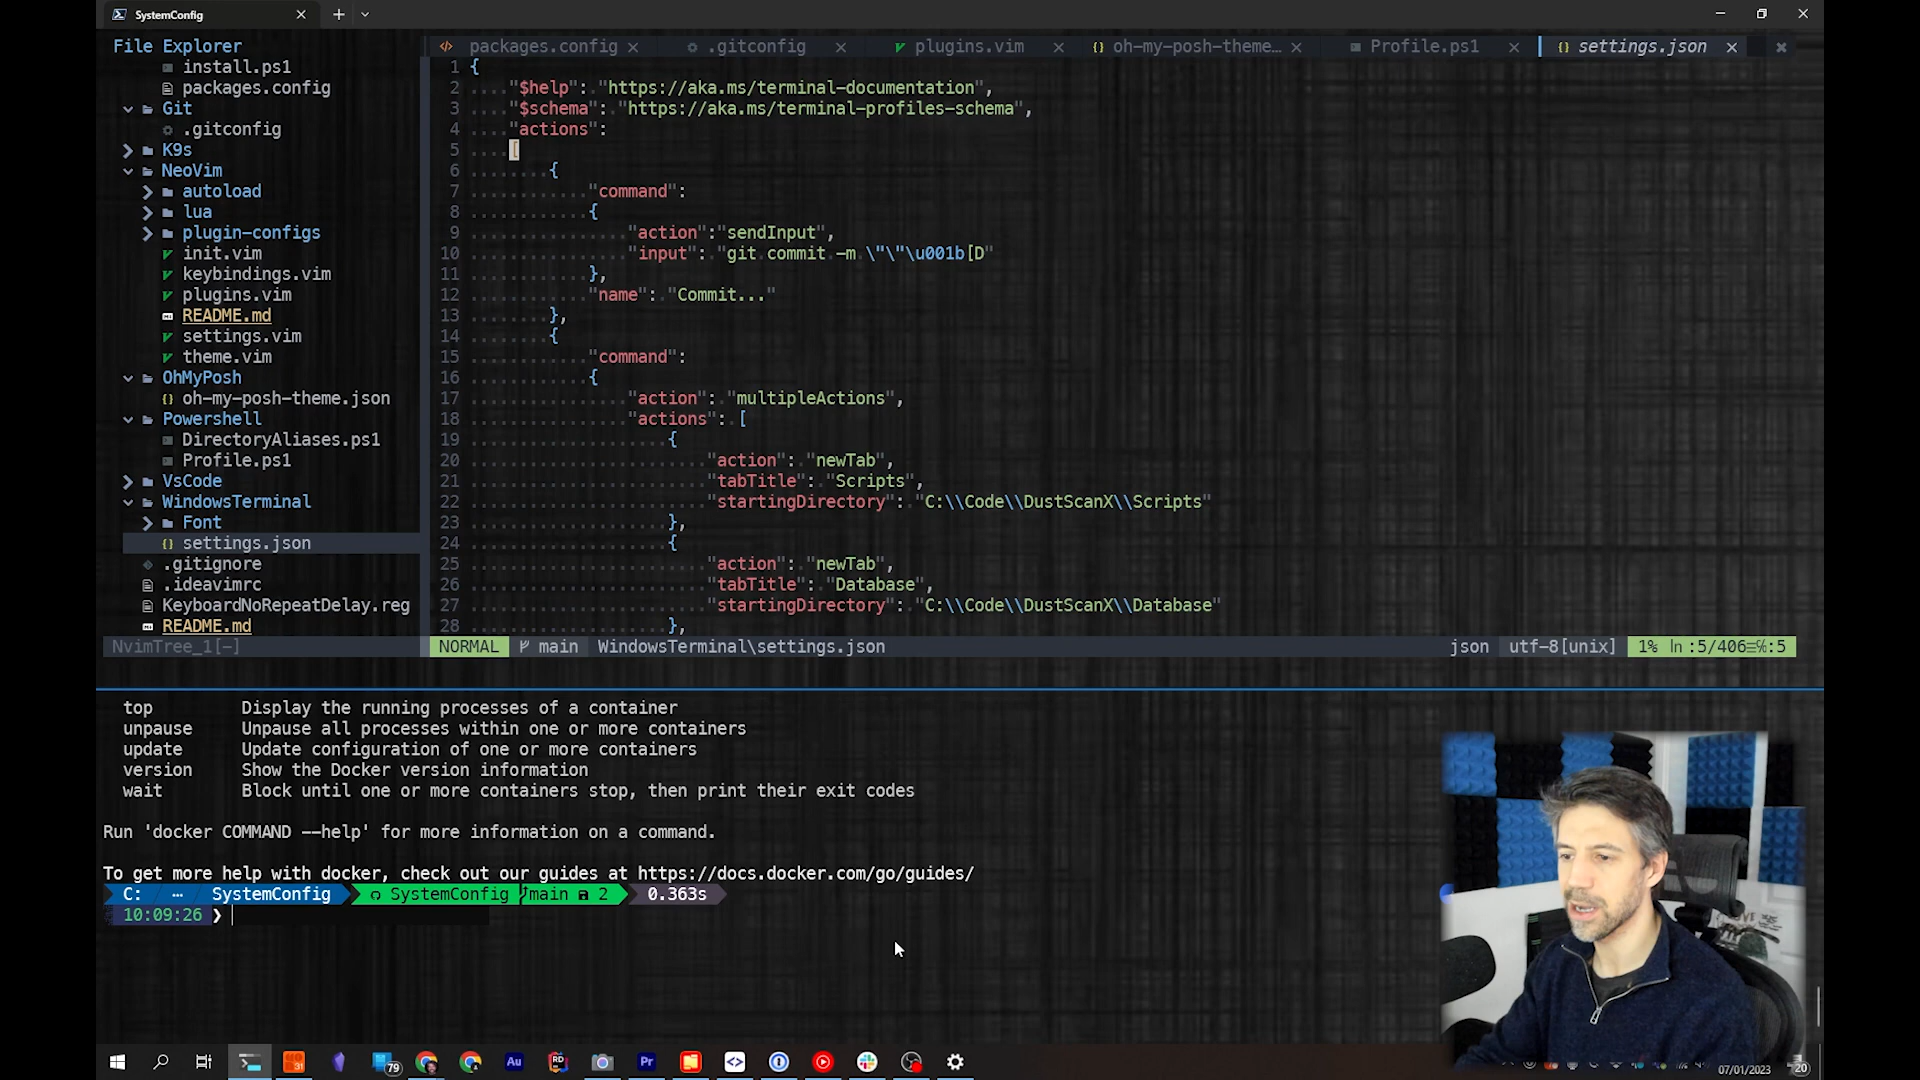 SystemConfig
File Explorer
install.ps1
packages.config
Git
.gitconfig
K9s
NeoVim
autoload
lua
plugin-configs
init.vim
keybindings.vim
plugins.vim
README.md
settings.vim
theme.vim
OhMyPosh
oh-my-posh-theme.json
Powershell
DirectoryAliases.ps1
Profile.ps1
VsCode
WindowsTerminal
Font
settings.json
.gitignore
.ideavimrc
KeyboardNoRepeatDelay.reg
README.md
NvimTree_1[-]
packages.config .gitconfig plugins.vim oh-my-posh-theme… Profile.ps1 settings.json
1 {
2 ...."$help":."https://aka.ms/terminal-documentation",
3 ...."$schema":."https://aka.ms/terminal-profiles-schema",
4 ...."actions":
5 ....[
6 ........{
7 ............"command":
8 ............{
9 ................"action":"sendInput",
10 ................"input":."git.commit.-m.\"\"\u001b[D"
11 ............},
12 ............"name":."Commit..."
13 ........},
14 ........{
15 ............"command":
16 ............{
17 ................"action":."multipleActions",
18 ................"actions":.[
19 ....................{
20 ........................"action":."newTab",
21 ........................"tabTitle":."Scripts",
22 ........................"startingDirectory":."C:\\Code\\DustScanX\\Scripts"
23 ....................},
24 ....................{
25 ........................"action":."newTab",
26 ........................"tabTitle":."Database",
27 ........................"startingDirectory":."C:\\Code\\DustScanX\\Database"
28 ....................},
NORMAL main WindowsTerminal\settings.json json utf-8[unix] 1% ln :5/406≡℅:5
top Display the running processes of a container
unpause Unpause all processes within one or more containers
update Update configuration of one or more containers
version Show the Docker version information
wait Block until one or more containers stop, then print their exit codes
Run 'docker COMMAND --help' for more information on a command.
To get more help with docker, check out our guides at https://docs.docker.com/go/guides/
C: SystemConfig SystemConfig main 2 0.363s
10:09:26 ❯
79 Au RD Pr
07/01/2023 20